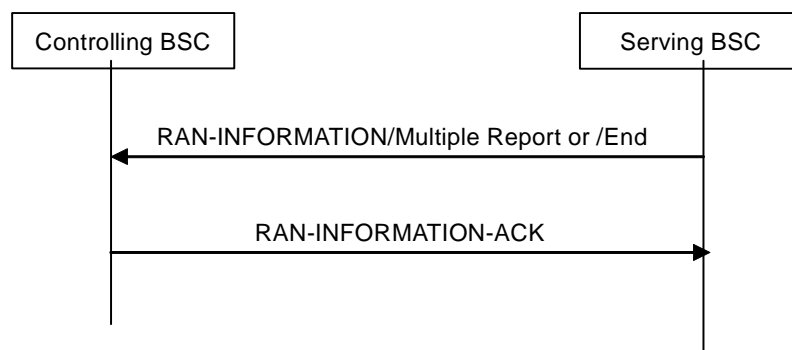 Controlling BSC
Serving BSC
RAN-INFORMATION/Multiple Report or /End
RAN-INFORMATION-ACK